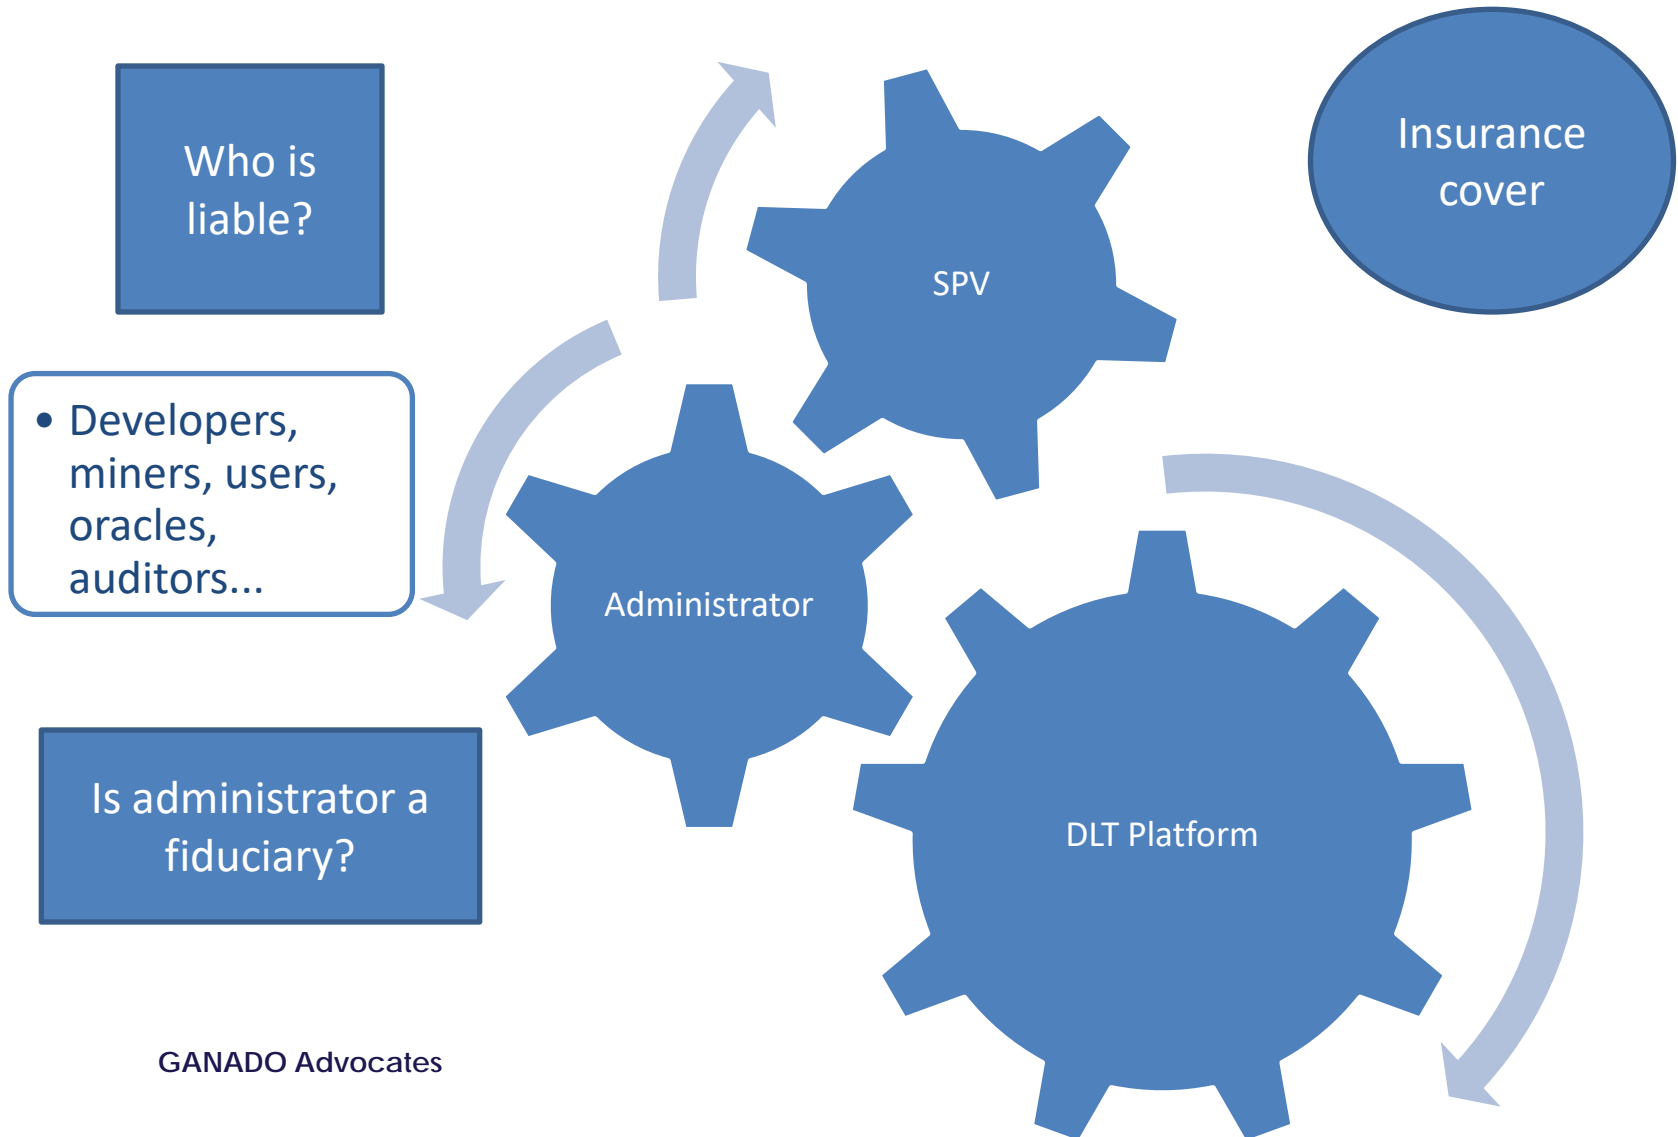 Who is
liable?
• Developers,
miners, users,
oracles,
auditors...
Is administrator a
fiduciary?
SPV
Administrator
DLT Platform
Insurance
cover
GANADO Advocates